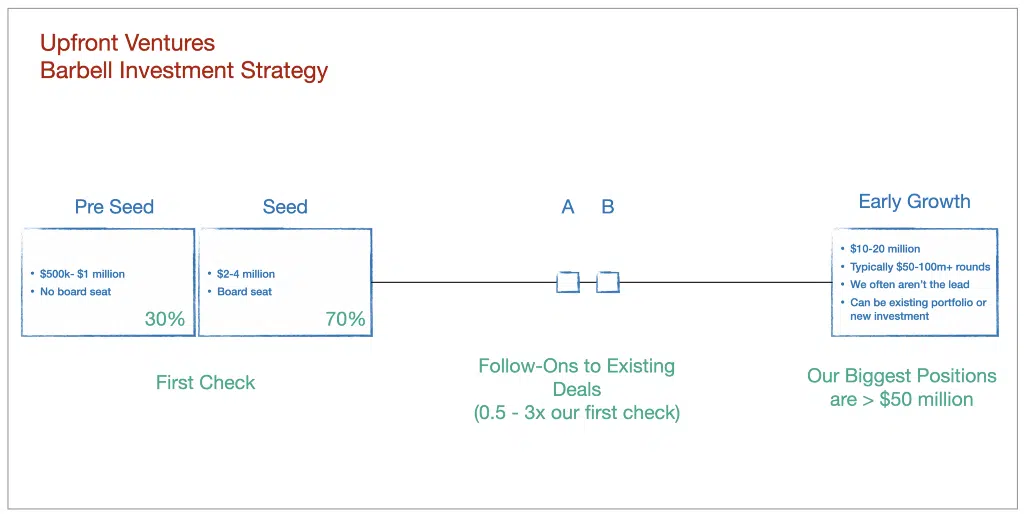 Upfront Ventures
Barbell Investment Strategy
Pre Seed
Seed
A
B
Early Growth
• $500k- $1 million
• No board seat
30%
• $2-4 million
• Board seat
70%
• $10-20 million
• Typically $50-100m+ rounds
• We often aren't the lead
• Can be existing portfolio or
new investment
First Check
Follow-Ons to Existing
Deals
(0.5 - 3x our first check)
Our Biggest Positions
are > $50 million